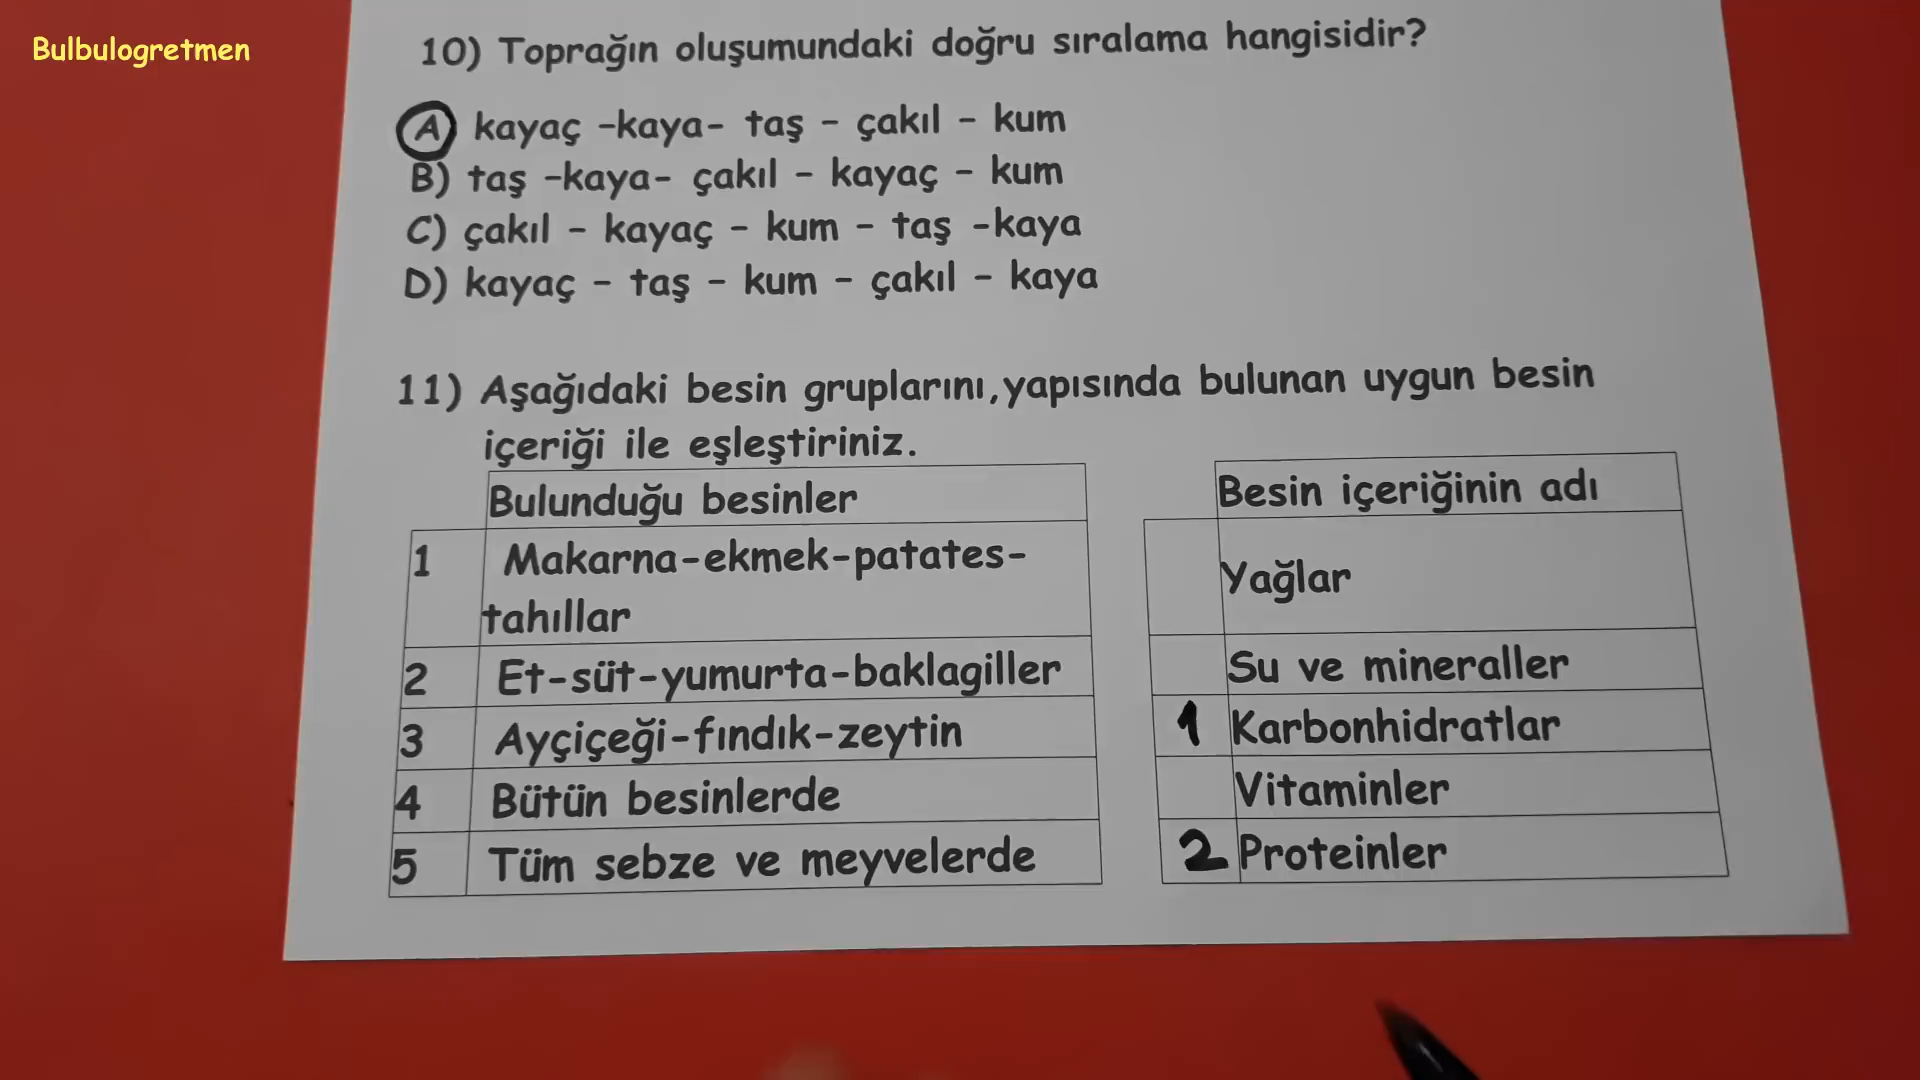 Bulbulogretmen
10) Toprağın oluşumundaki doğru sıralama hangisidir?
A kayaç -kaya- taş - çakıl - kum
B) taş -kaya- çakıl - kayaç - kum
C) çakıl - kayaç - kum - taş -kaya
D) kayaç - taş - kum - çakıl - kaya
11) Aşağıdaki besin gruplarını,yapısında bulunan uygun besin
içeriği ile eşleştiriniz.
Bulunduğu besinler
1 Makarna-ekmek-patates-
tahıllar
2 Et-süt-yumurta-baklagiller
3 Ayçiçeği-fındık-zeytin
4 Bütün besinlerde
5 Tüm sebze ve meyvelerde
Besin içeriğinin adı
Yağlar
Su ve mineraller
1 Karbonhidratlar
Vitaminler
2 Proteinler